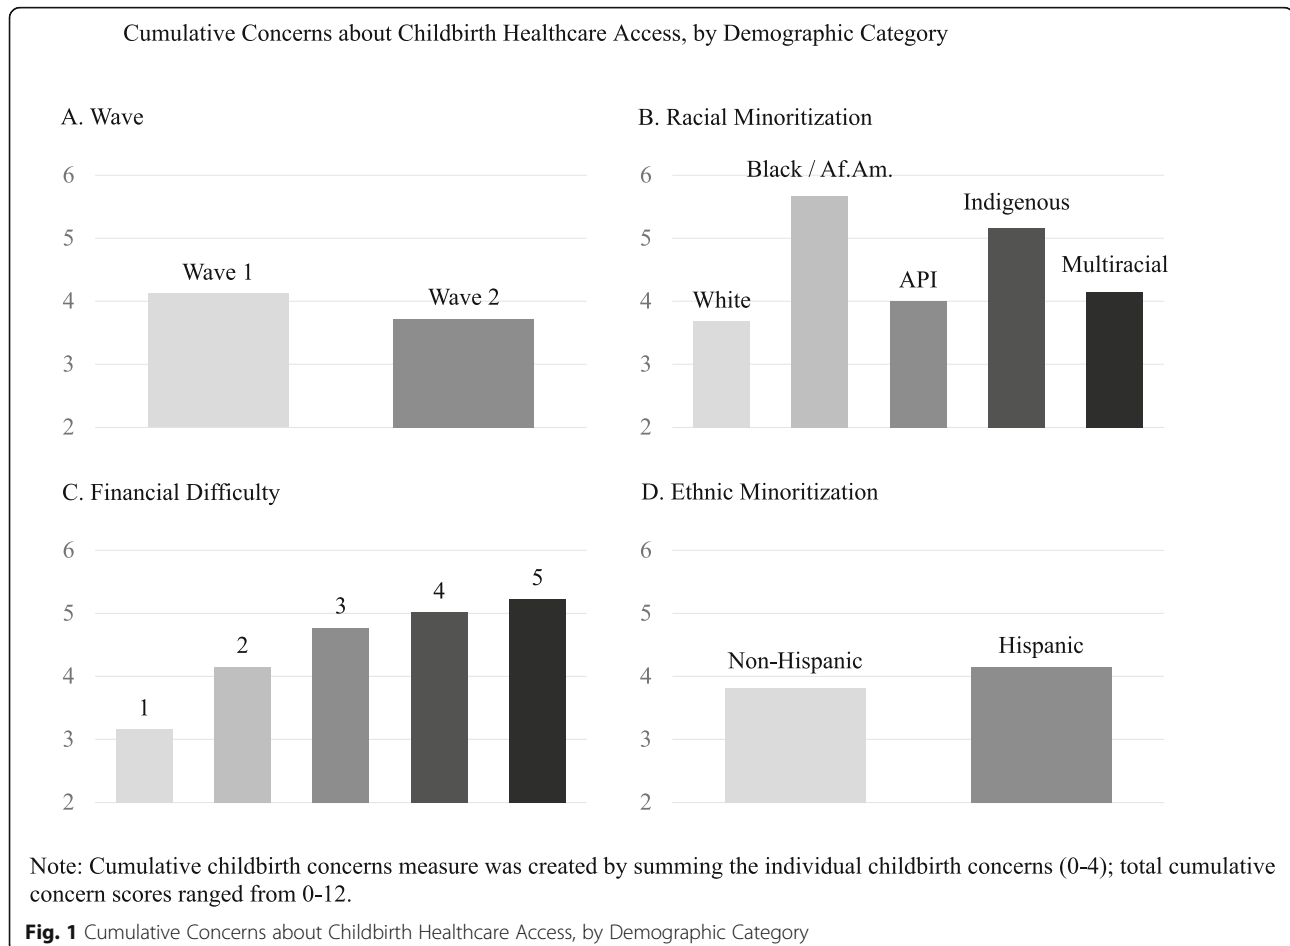 Cumulative Concerns about Childbirth Healthcare Access, by Demographic Category
A. Wave
6
5
4
3
2
Wave 1
Wave 2
B. Racial Minoritization
6
5
4
3
2
White
Black / Af.Am.
API
Indigenous
Multiracial
C. Financial Difficulty
6
5
4
3
2
1
2
3
4
5
D. Ethnic Minoritization
6
5
4
3
2
Non-Hispanic
Hispanic
Note: Cumulative childbirth concerns measure was created by summing the individual childbirth concerns (0-4); total cumulative
concern scores ranged from 0-12.
Fig. 1 Cumulative Concerns about Childbirth Healthcare Access, by Demographic Category